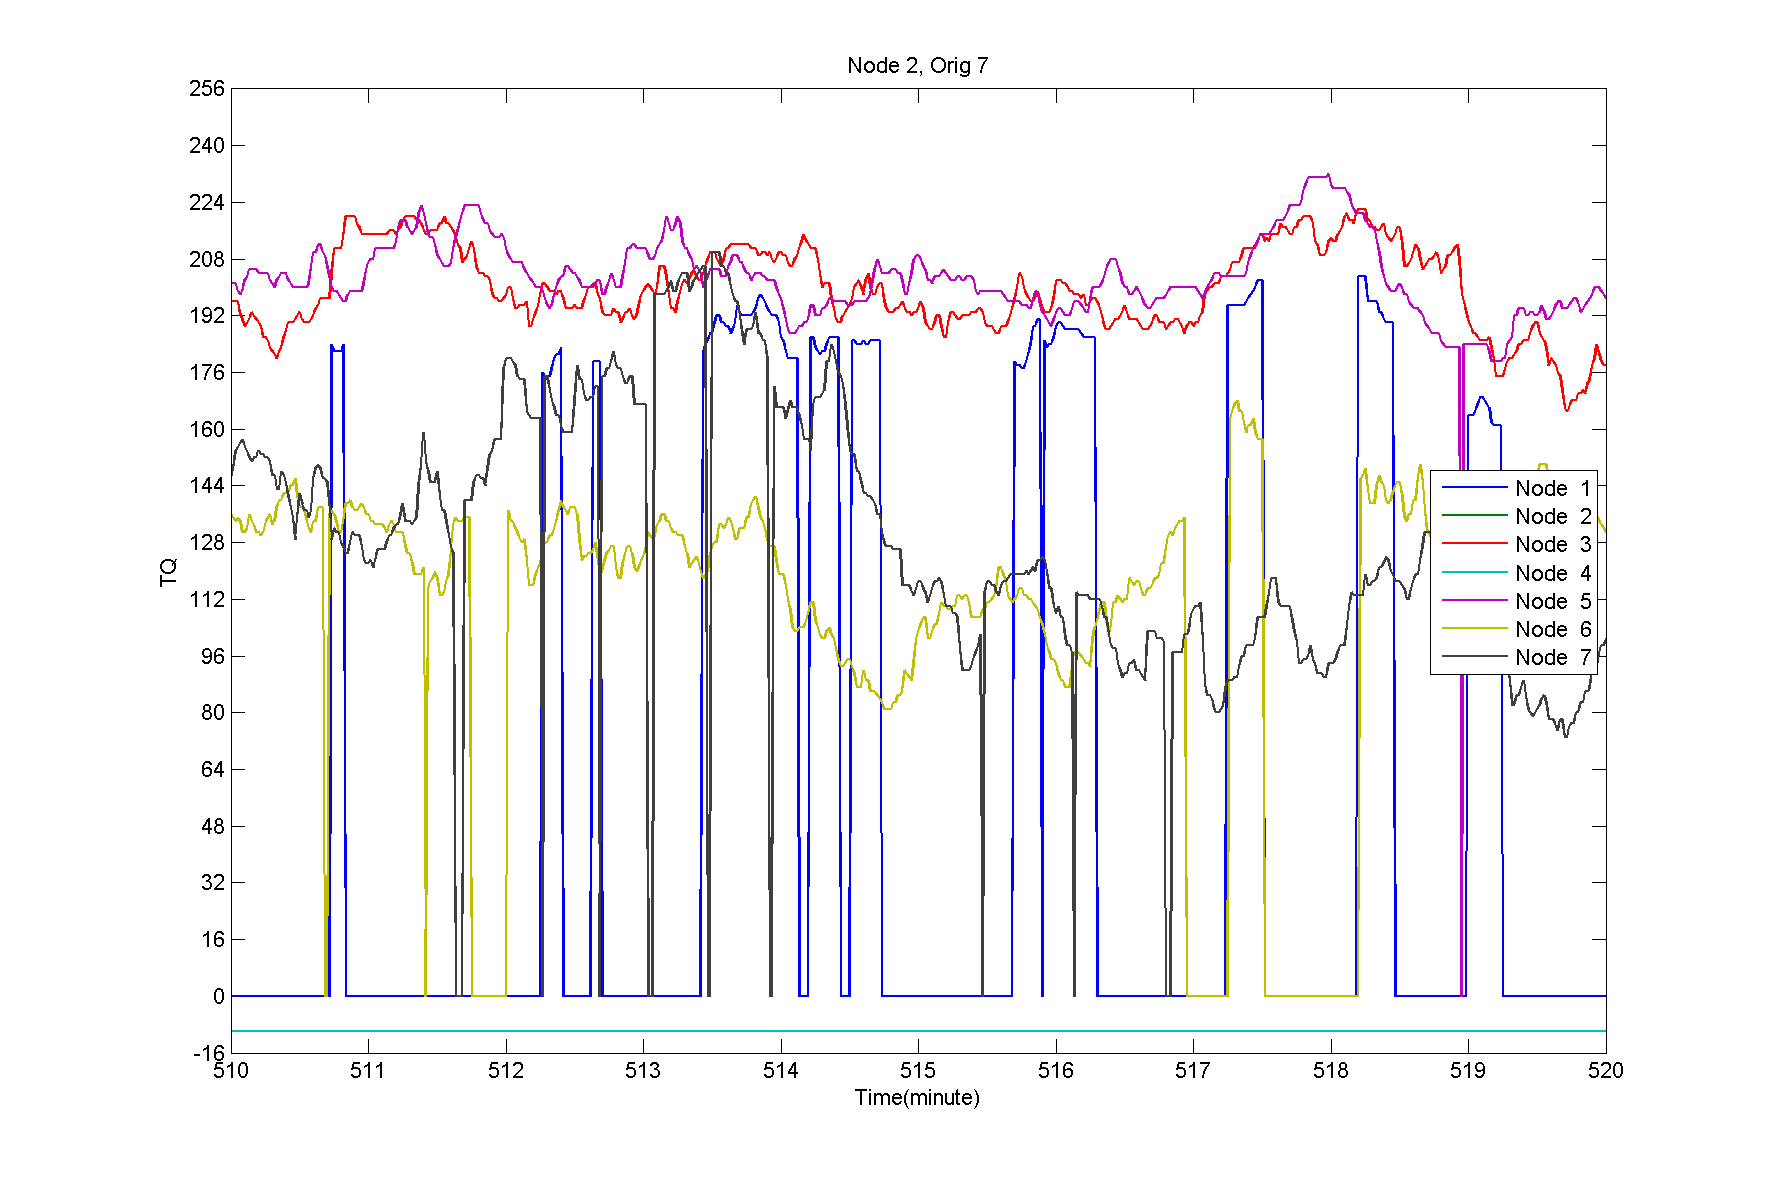 Node 2, Orig 7
256
240
224
208
192
176
160
144
128
112
96
80
64
48
32
16
0
-16
TQ
Node 1
Node 2
Node 3
Node 4
Node 5
Node 6
Node 7
510 511 512 513 514 515 516 517 518 519 520
Time(minute)